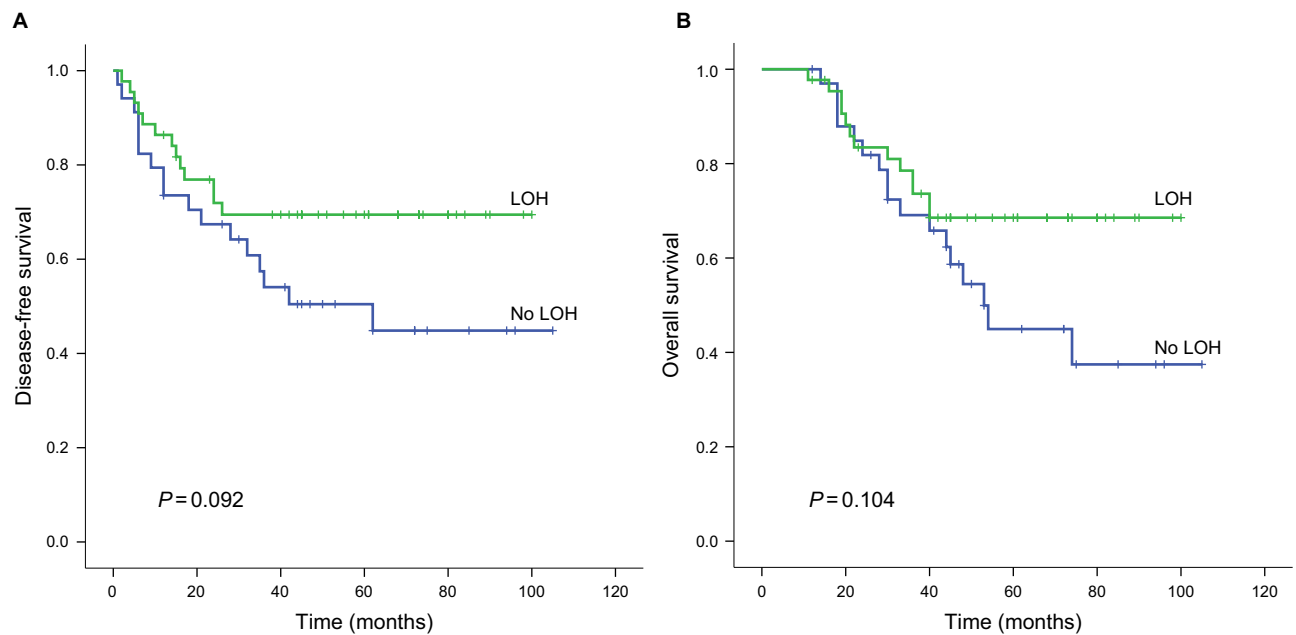 A
Disease-free survival
1.0
0.8
0.6
0.4
0.2
0.0
LOH
No LOH
P=0.092
0 20 40 60 80 100 120
Time (months)
B
Overall survival
1.0
0.8
0.6
0.4
0.2
0.0
LOH
No LOH
P=0.104
0 20 40 60 80 100 120
Time (months)